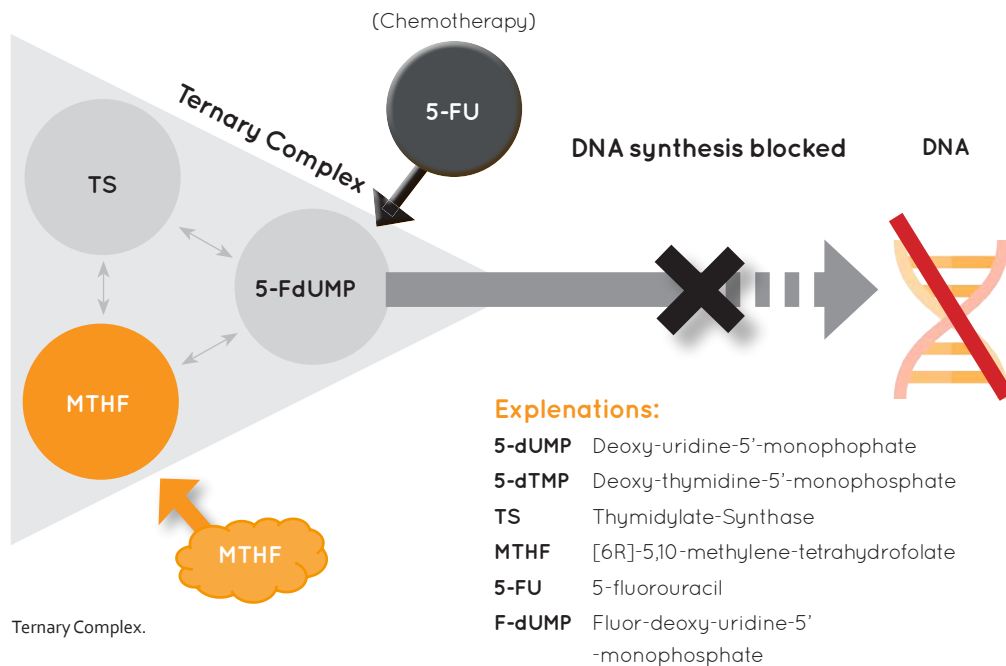 (Chemotherapy)
5-FU
Ternary Complex
DNA synthesis blocked
DNA
TS
5-FdUMP
MTHF
MTHF
Explenations:
5-dUMP Deoxy-uridine-5’-monophophate
5-dTMP Deoxy-thymidine-5’-monophosphate
TS Thymidylate-Synthase
MTHF [6R]-5,10-methylene-tetrahydrofolate
5-FU 5-fluorouracil
F-dUMP Fluor-deoxy-uridine-5’
-monophosphate
Ternary Complex.